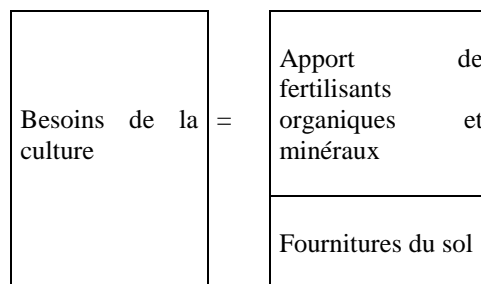 Besoins de la
culture
=
Apport de
fertilisants
organiques et
minéraux
Fournitures du sol